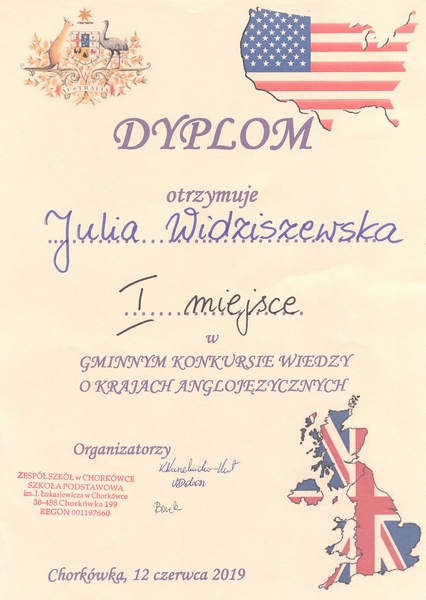 AUSTRALIA
DYPLOM
otrzymuje
Julia Widziszewska
I miejsce
w
GMINNYM KONKURSIE WIEDZY
O KRAJACH ANGLOJĘZYCZNYCH
Organizatorzy
ZESPÓŁ SZKÓŁ w CHORKÓWCE
SZKOŁA PODSTAWOWA
im. I. Łukasiewicza w Chorkówce
38-458 Chorkówka 199
REGON 001197660
Chorkówka, 12 czerwca 2019